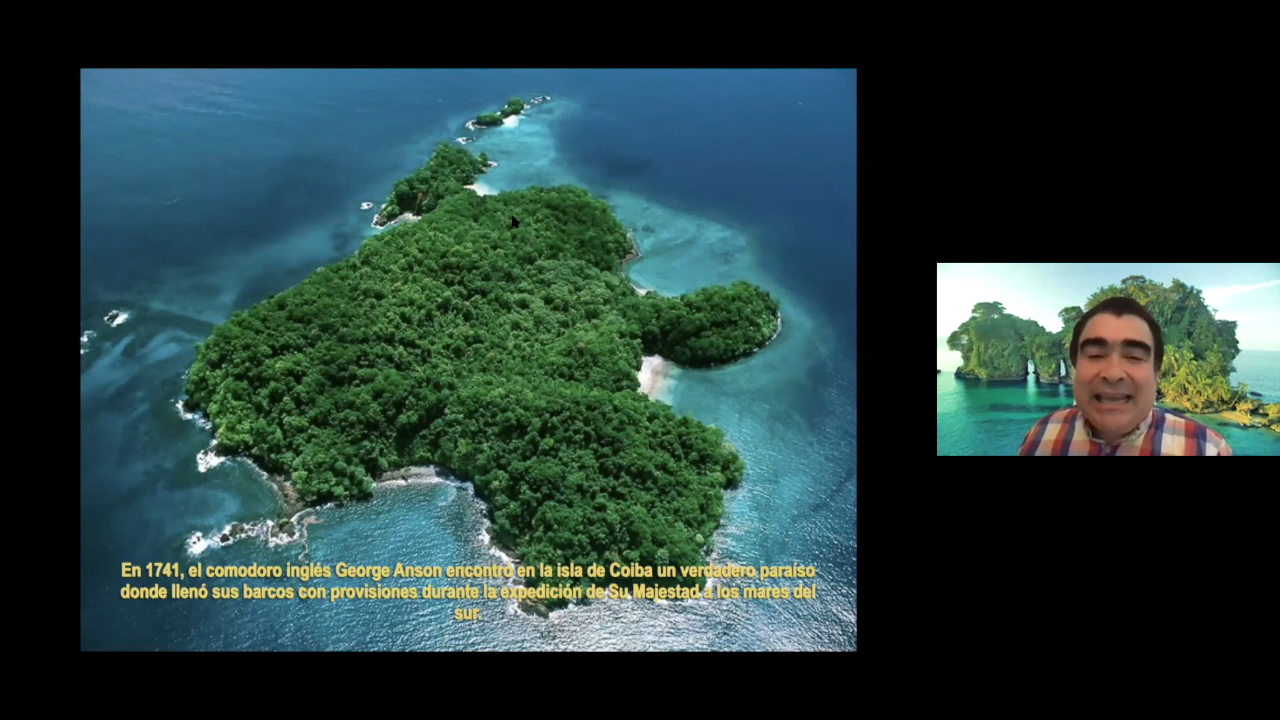 En 1741, el comodoro inglés George Anson encontró en la isla de Coiba un verdadero paraíso
donde llenó sus barcos con provisiones durante la expedición de Su Majestad a los mares del
sur.